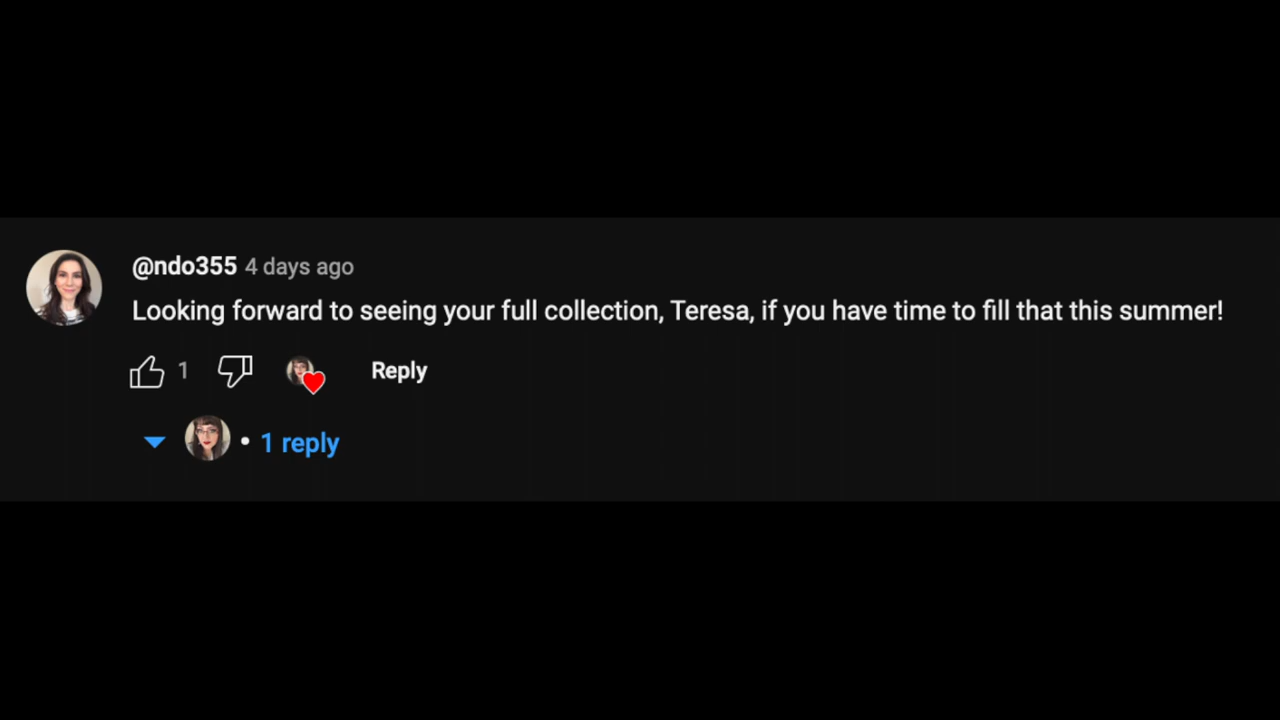 @ndo355 4 days ago
Looking forward to seeing your full collection, Teresa, if you have time to fill that this summer!
1 Reply
• 1 reply